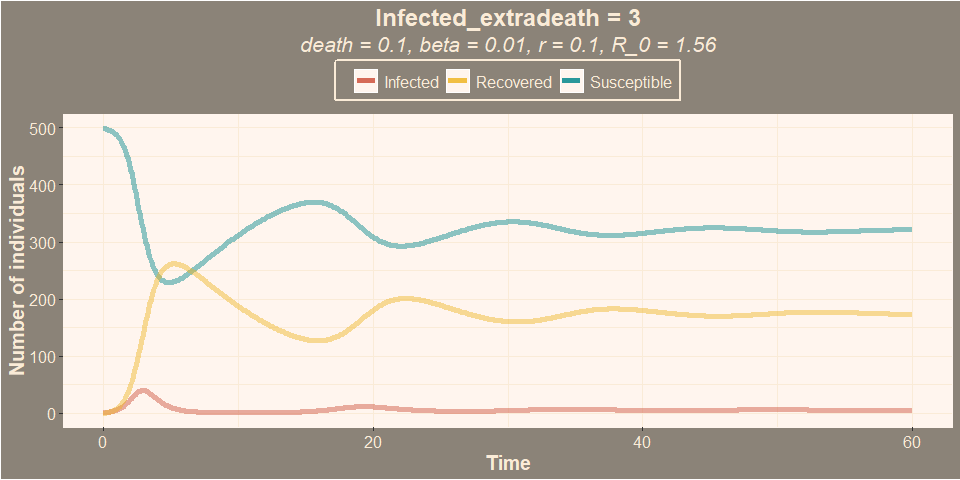 Infected_extradeath = 3
death = 0.1, beta = 0.01, r = 0.1, R_0 = 1.56
Infected Recovered Susceptible
Number of individuals
500
400
300
200
100
0
0 20 40 60
Time